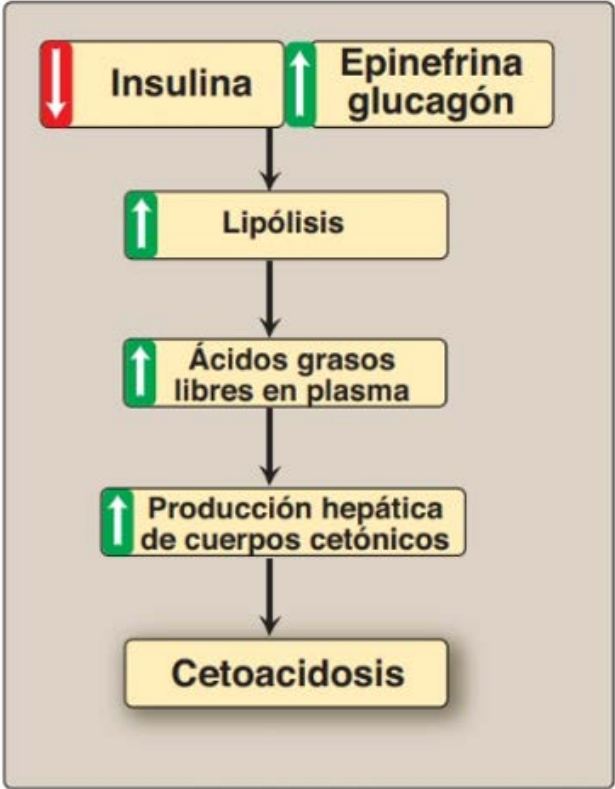 Insulina
Epinefrina
glucagón
Lipólisis
Ácidos grasos
libres en plasma
Producción hepática
de cuerpos cetónicos
Cetoacidosis